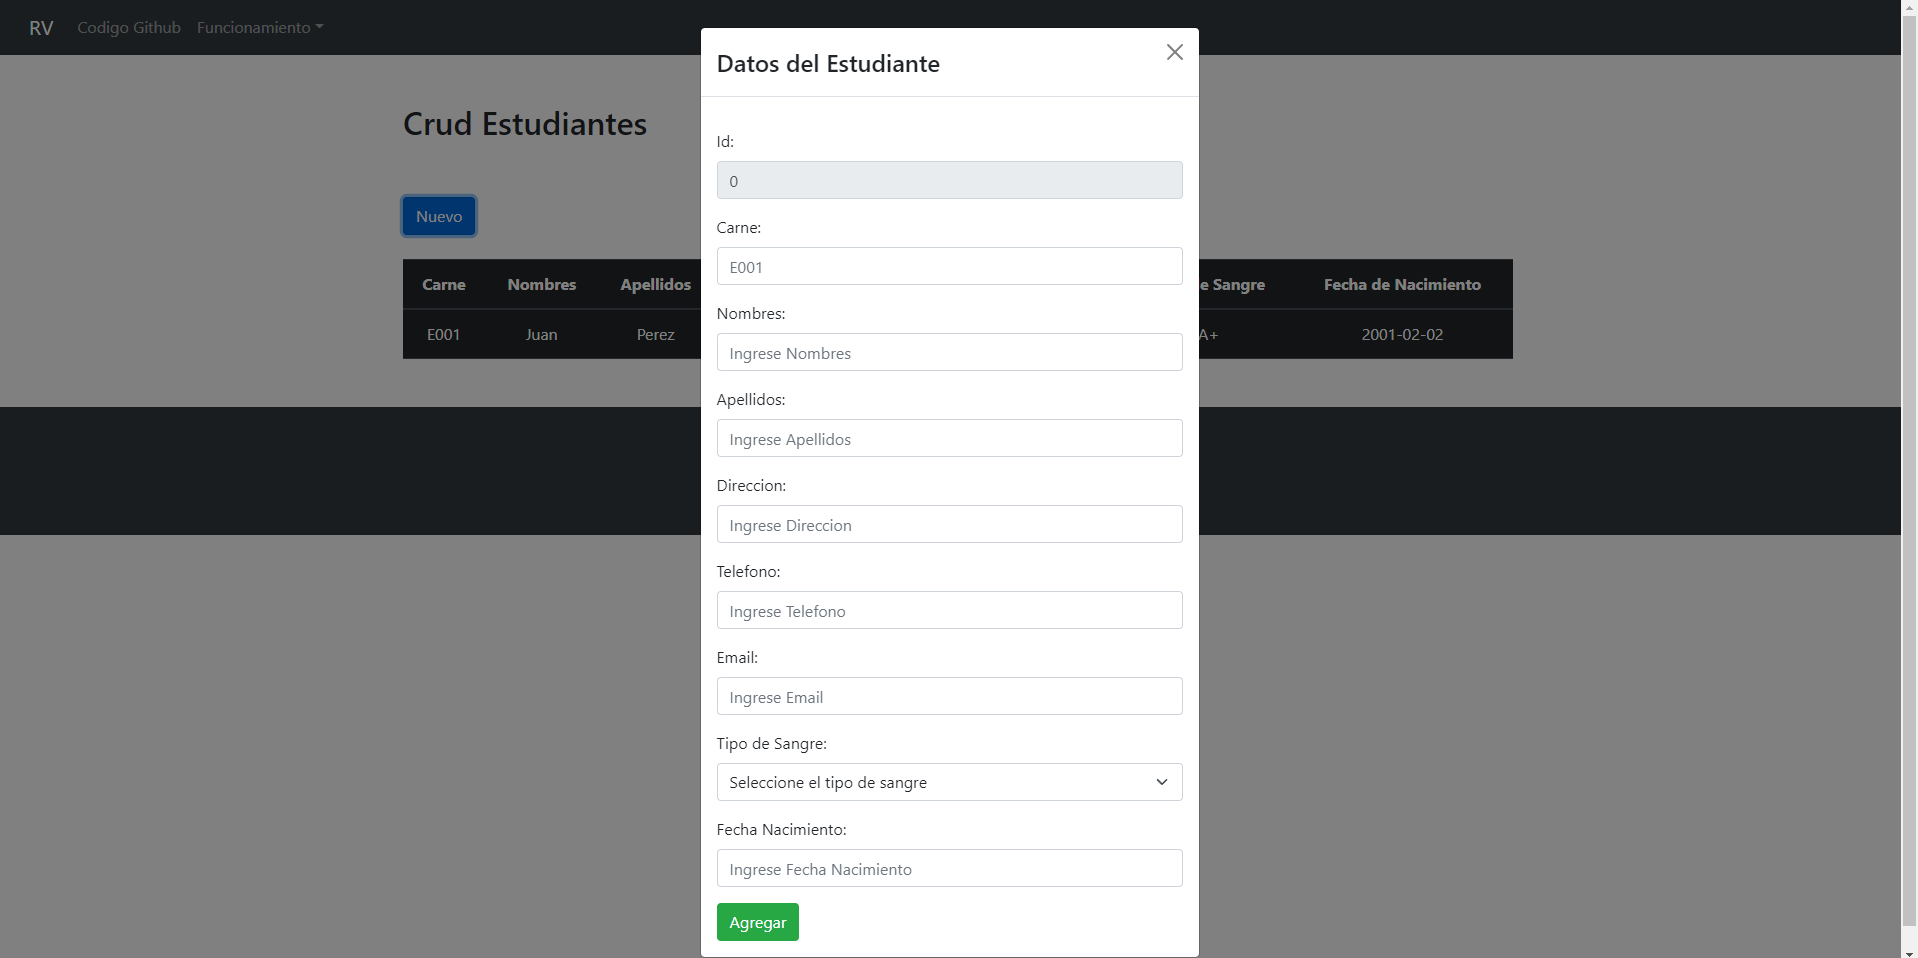 RV Codigo Github Funcionamiento
Crud Estudiantes
Nuevo
Carne Nombres Apellidos e Sangre Fecha de Nacimiento
E001 Juan Perez A+ 2001-02-02
Datos del Estudiante
Id:
0
Carne:
E001
Nombres:
Ingrese Nombres
Apellidos:
Ingrese Apellidos
Direccion:
Ingrese Direccion
Telefono:
Ingrese Telefono
Email:
Ingrese Email
Tipo de Sangre:
Seleccione el tipo de sangre
Fecha Nacimiento:
Ingrese Fecha Nacimiento
Agregar